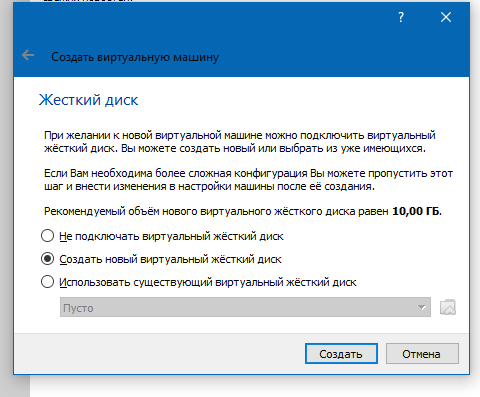 ?
Создать виртуальную машину
Жесткий диск
При желании к новой виртуальной машине можно подключить виртуальный
жёсткий диск. Вы можете создать новый или выбрать из уже имеющихся.
Если Вам необходима более сложная конфигурация Вы можете пропустить этот
шаг и внести изменения в настройки машины после её создания.
Рекомендуемый объём нового виртуального жёсткого диска равен 10,00 ГБ.
Не подключать виртуальный жёсткий диск
Создать новый виртуальный жёсткий диск
Использовать существующий виртуальный жёсткий диск
Пусто
Создать
Отмена